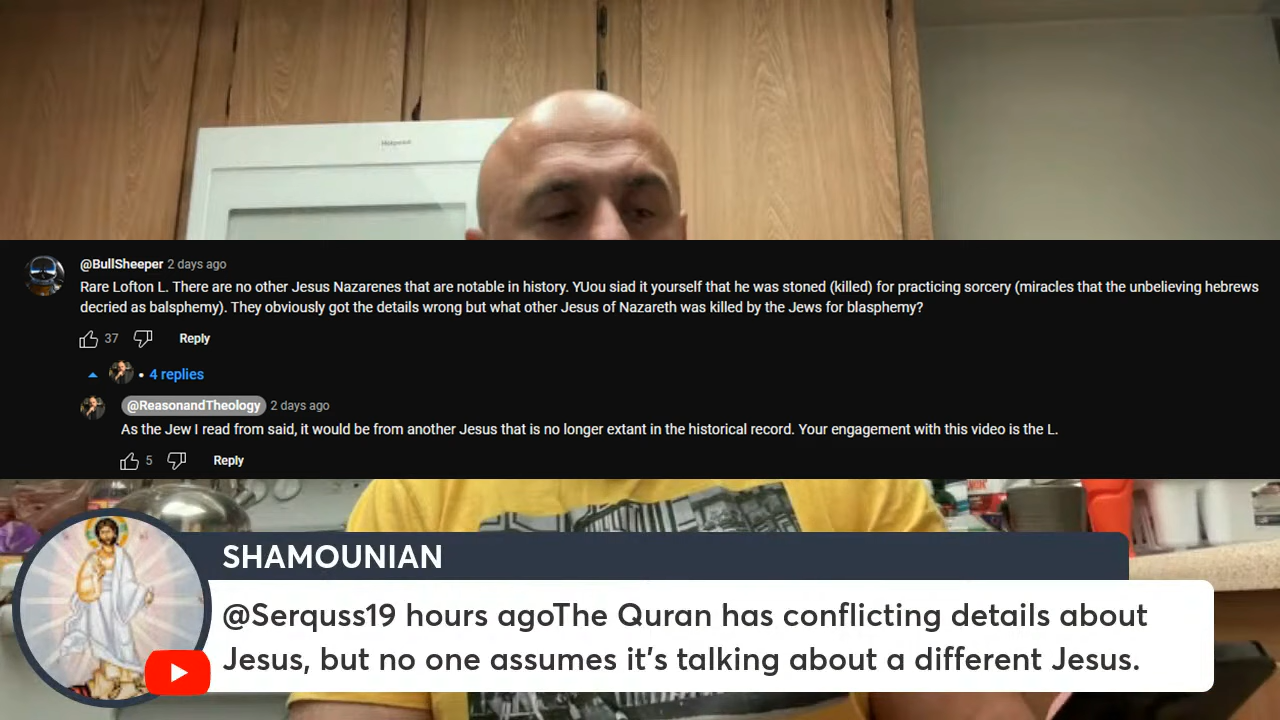 Hotpoint
@BullSheeper 2 days ago
Rare Lofton L. There are no other Jesus Nazarenes that are notable in history. YUou siad it yourself that he was stoned (killed) for practicing sorcery (miracles that the unbelieving hebrews
decried as balsphemy). They obviously got the details wrong but what other Jesus of Nazareth was killed by the Jews for blasphemy?
37 Reply
4 replies
@ReasonandTheology 2 days ago
As the Jew I read from said, it would be from another Jesus that is no longer extant in the historical record. Your engagement with this video is the L.
5 Reply
SHAMOUNIAN
@Serquss19 hours agoThe Quran has conflicting details about
Jesus, but no one assumes it's talking about a different Jesus.